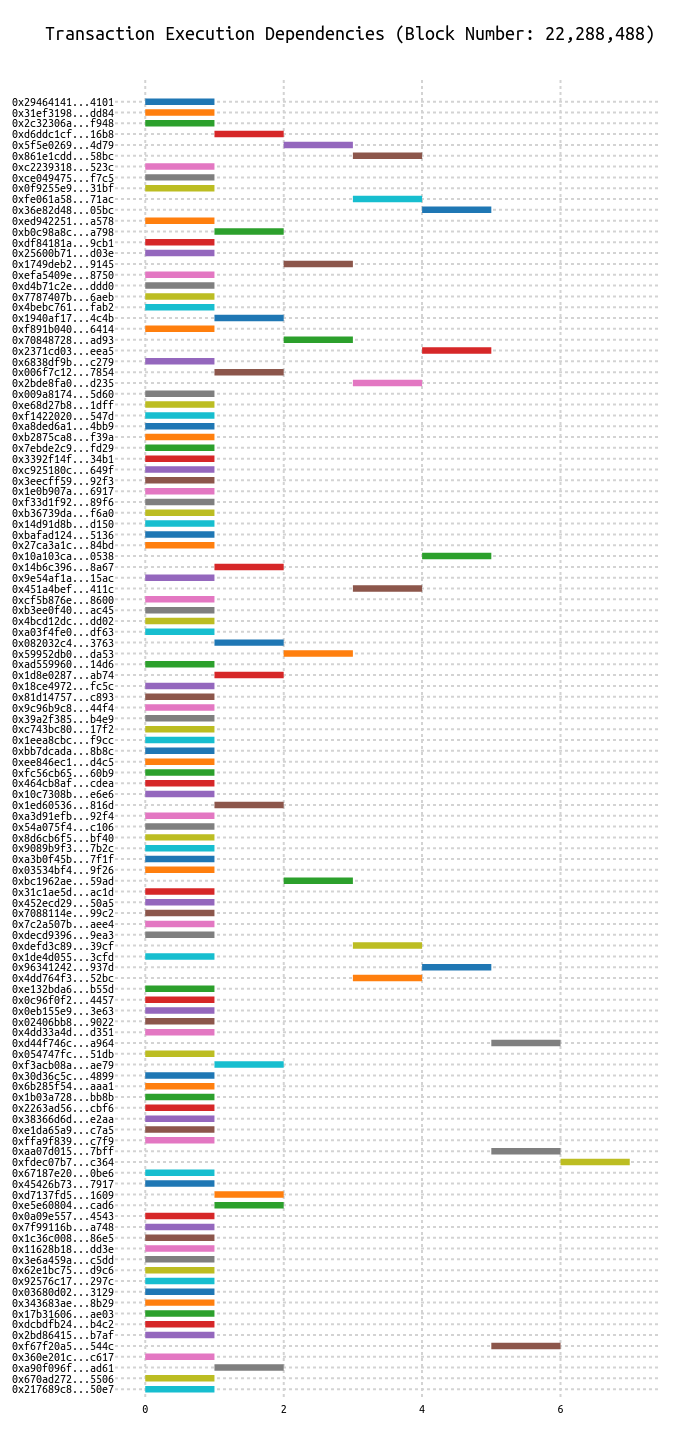 Transaction Execution Dependencies (Block Number: 22,288,488)
0x29464141...4101
0x31ef3198...dd84
0x2c32306a...f948
0xd6ddc1cf...16b8
0x5f5e0269...4d79
0x861e1cdd...58bc
0xc2239318...523c
0xce049475...f7c5
0x0f9255e9...31bf
0xfe061a58...71ac
0x36e82d48...05bc
0xed942251...a578
0xb0c98a8c...a798
0xdf84181a...9cb1
0x25600b71...d03e
0x1749deb2...9145
0xefa5409e...8750
0xd4b71c2e...ddd0
0x7787407b...6aeb
0x4bebc761...fab2
0x1940af17...4c4b
0xf891b040...6414
0x70848728...ad93
0x2371cd03...eea5
0x6838df9b...c279
0x006f7c12...7854
0x2bde8fa0...d235
0x009a8174...5d60
0xe68d27b8...1dff
0xf1422020...547d
0xa8ded6a1...4bb9
0xb2875ca8...f39a
0x7ebde2c9...fd29
0x3392f14f...34b1
0xc925180c...649f
0x3eecff59...92f3
0x1e0b907a...6917
0xf33d1f92...89f6
0xb36739da...f6a0
0x14d91d8b...d150
0xbafad124...5136
0x27ca3a1c...84bd
0x10a103ca...0538
0x14b6c396...8a67
0x9e54af1a...15ac
0x451a4bef...411c
0xcf5b876e...8600
0xb3ee0f40...ac45
0x4bcd12dc...dd02
0xa03f4fe0...df63
0x082032c4...3763
0x59952db0...da53
0xad559960...14d6
0x1d8e0287...ab74
0x18ce4972...fc5c
0x81d14757...c893
0x9c96b9c8...44f4
0x39a2f385...b4e9
0xc743bc80...17f2
0x1eea8cbc...f9cc
0xbb7dcada...8b8c
0xee846ec1...d4c5
0xfc56cb65...60b9
0x464cb8af...cdea
0x10c7308b...e6e6
0x1ed60536...816d
0xa3d91efb...92f4
0x54a075f4...c106
0x8d6cb6f5...bf40
0x9089b9f3...7b2c
0xa3b0f45b...7f1f
0x03534bf4...9f26
0xbc1962ae...59ad
0x31c1ae5d...ac1d
0x452ecd29...50a5
0x7088114e...99c2
0x7c2a507b...aee4
0xdecd9396...9ea3
0xdefd3c89...39cf
0x1de4d055...3cfd
0x96341242...937d
0x4dd764f3...52bc
0xe132bda6...b55d
0x0c96f0f2...4457
0x0eb155e9...3e63
0x02406bb8...9022
0x4dd33a4d...d351
0xd44f746c...a964
0x054747fc...51db
0xf3acb08a...ae79
0x30d36c5c...4899
0x6b285f54...aaa1
0x1b03a728...bb8b
0x2263ad56...cbf6
0x38366d6d...e2aa
0xe1da65a9...c7a5
0xffa9f839...c7f9
0xaa07d015...7bff
0xfdec07b7...c364
0x67187e20...0be6
0x45426b73...7917
0xd7137fd5...1609
0xe5e60804...cad6
0x0a09e557...4543
0x7f99116b...a748
0x1c36c008...86e5
0x11628b18...dd3e
0x3e6a459a...c5dd
0x62e1bc75...d9c6
0x92576c17...297c
0x03680d02...3129
0x343683ae...8b29
0x17b31606...ae03
0xdcbdfb24...b4c2
0x2bd86415...b7af
0xf67f20a5...544c
0x360e201c...c617
0xa90f096f...ad61
0x670ad272...5506
0x217689c8...50e7
0 2 4 6